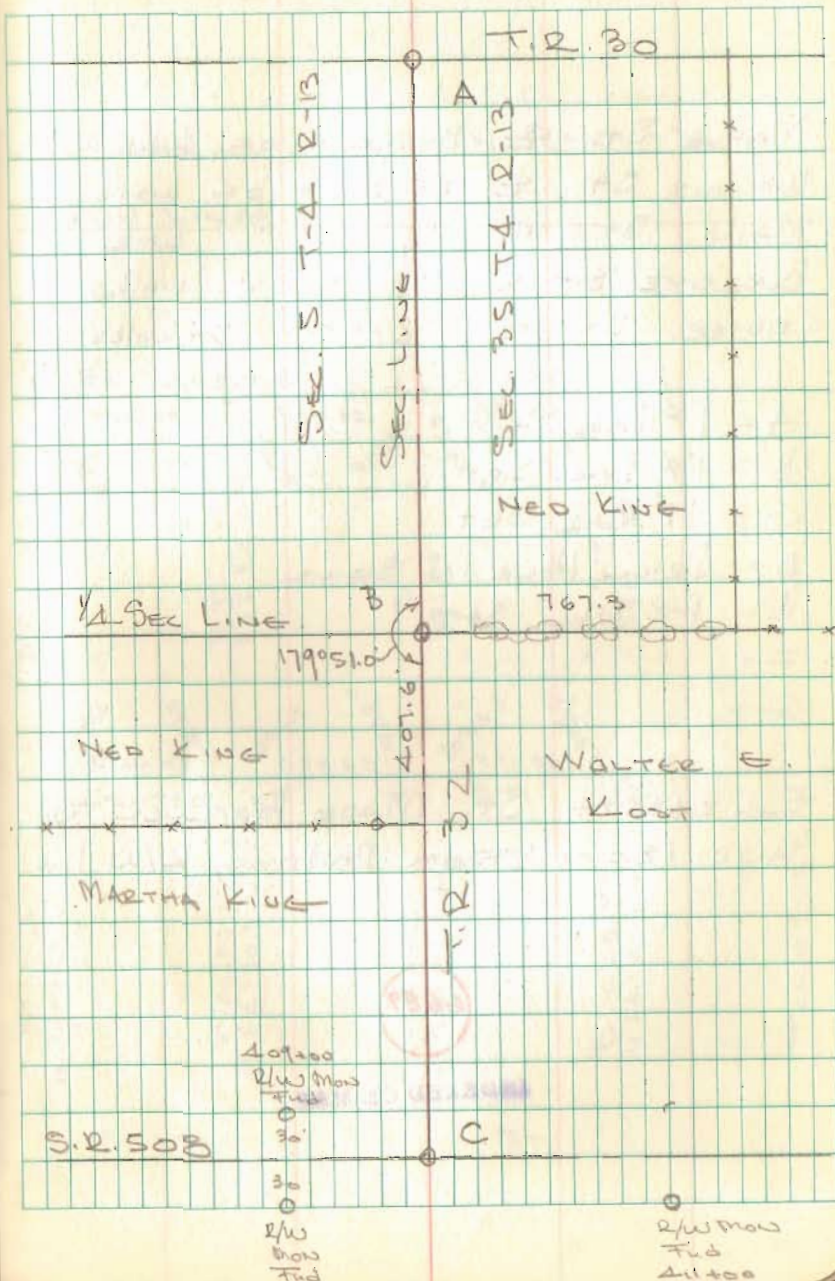 T.R. 30
A
SEC. 5 T-4 R-13
SEC. LINE
SEC. 35 T-4 R-13
NED KING
1/4 SEC LINE
B
767.3
179°51.0'
407.6'
NED KING
WALTER E.
KOST
T.R. 32
MARTHA KING
409+00
R/W MON
Fnd
30'
S.R. 508
C
30
R/W
MON
Fnd
R/W MON
Fnd
411+00